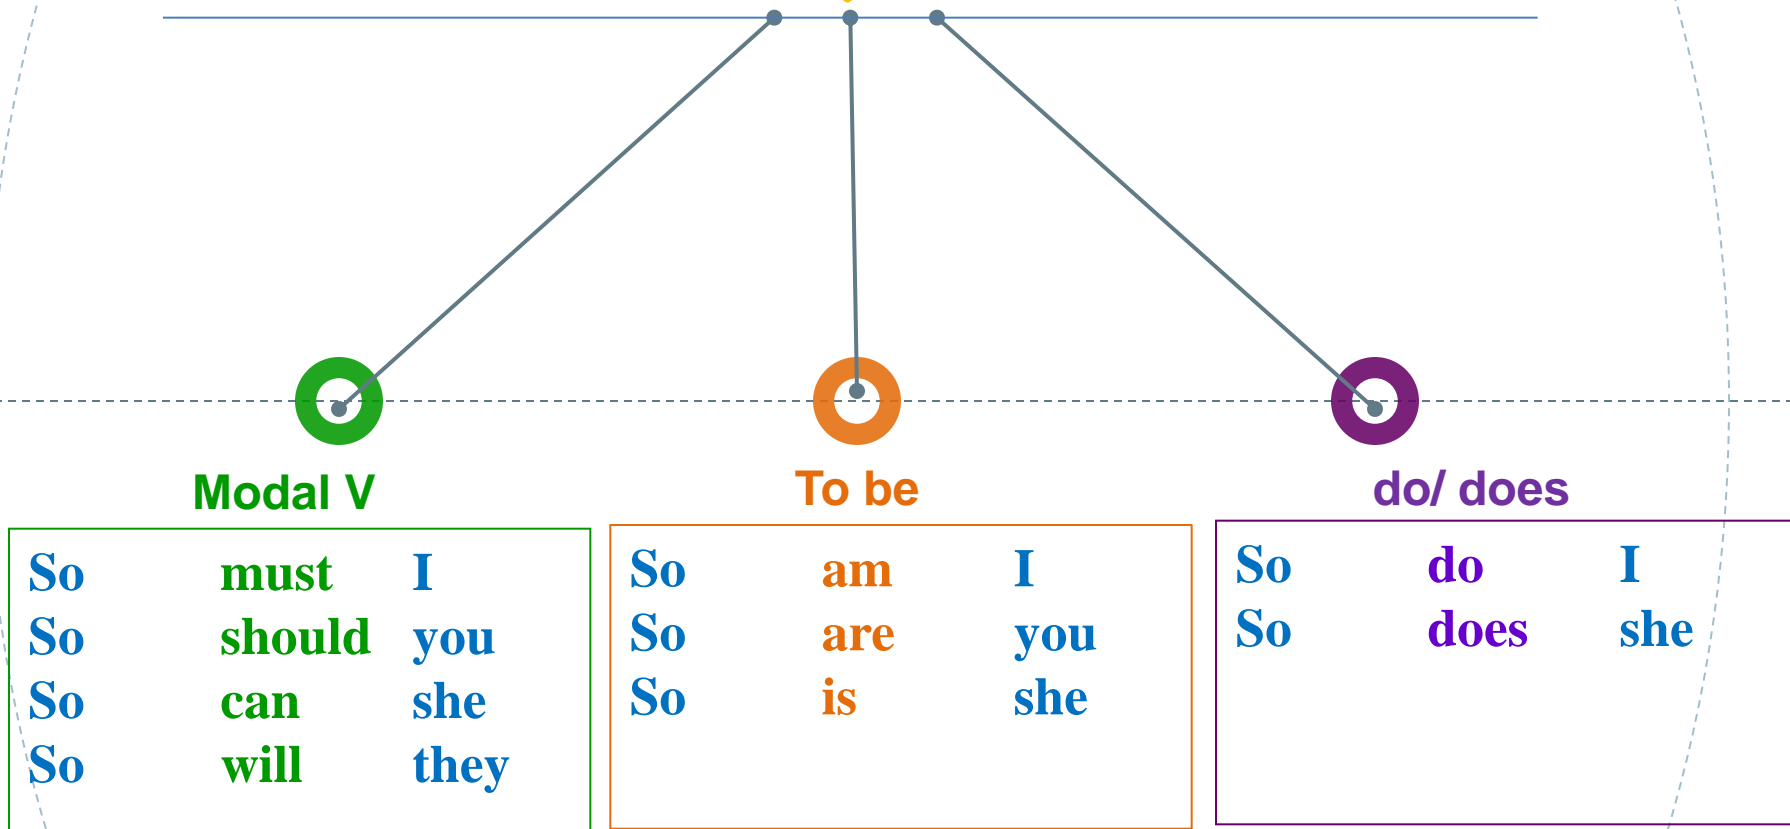 Modal V
So must I
So should you
So can she
So will they
To be
So am I
So are you
So is she
do/ does
So do I
So does she